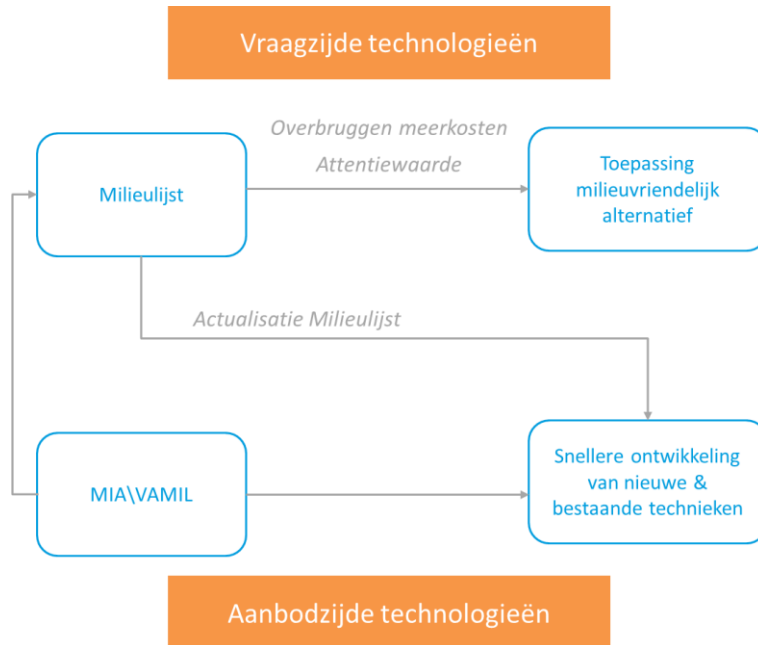 Vraagzijde technologieën
Overbruggen meerkosten
Attentiewaarde
Milieulijst
Toepassing
milieuvriendelijk
alternatief
Actualisatie Milieulijst
MIA\VAMIL
Snellere ontwikkeling
van nieuwe &
bestaande technieken
Aanbodzijde technologieën